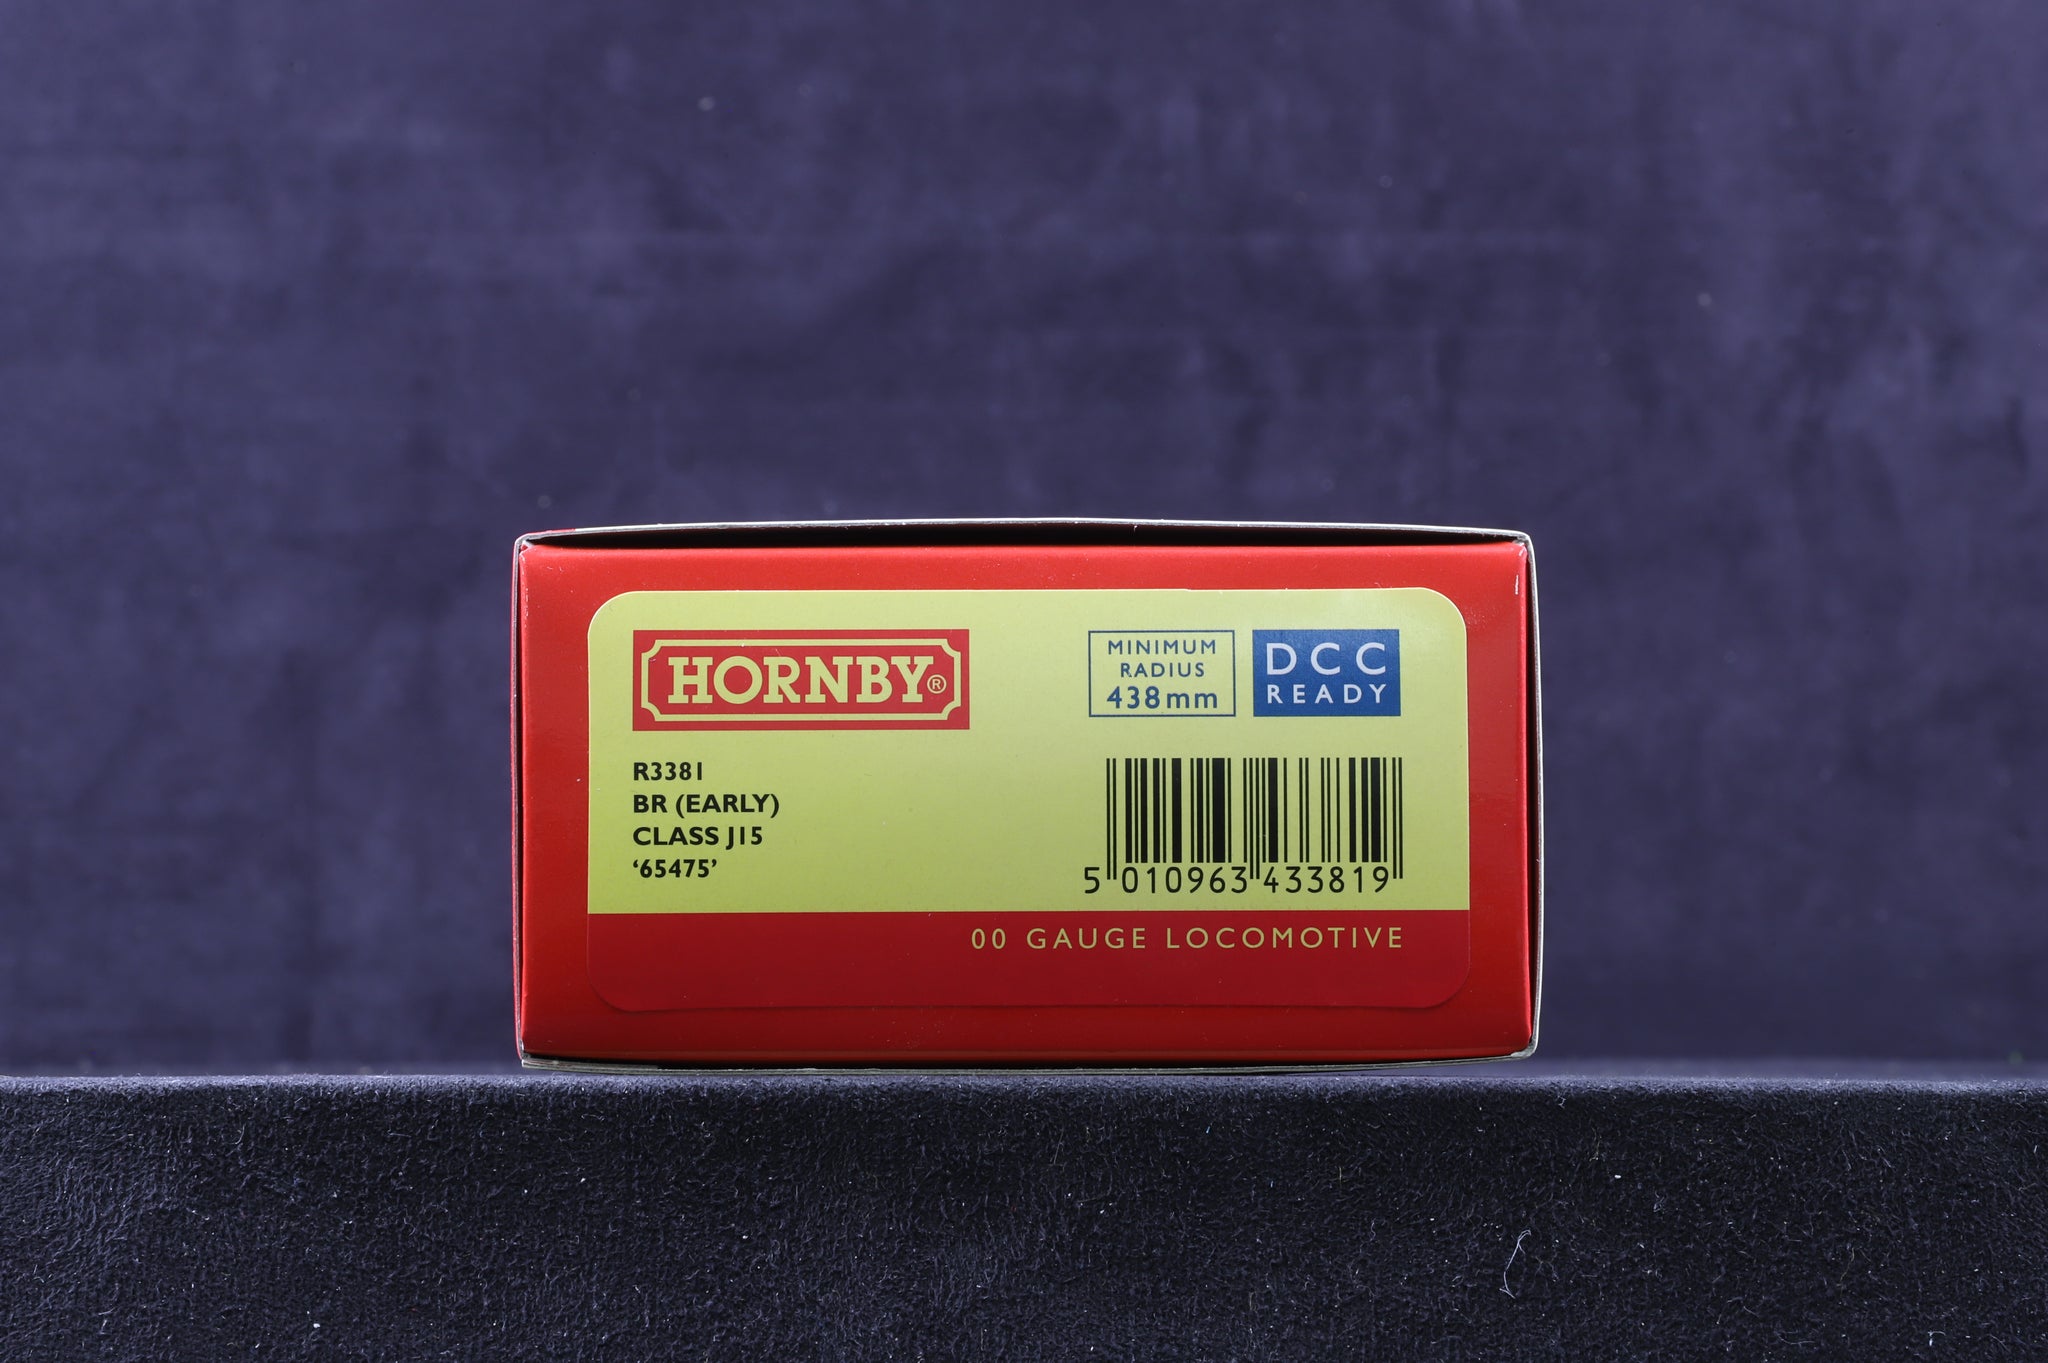 HORNBY®
MINIMUM
RADIUS
438mm
DCC
READY
R3381
BR (EARLY)
CLASS J15
‘65475’
5 010963 433819
00 GAUGE LOCOMOTIVE